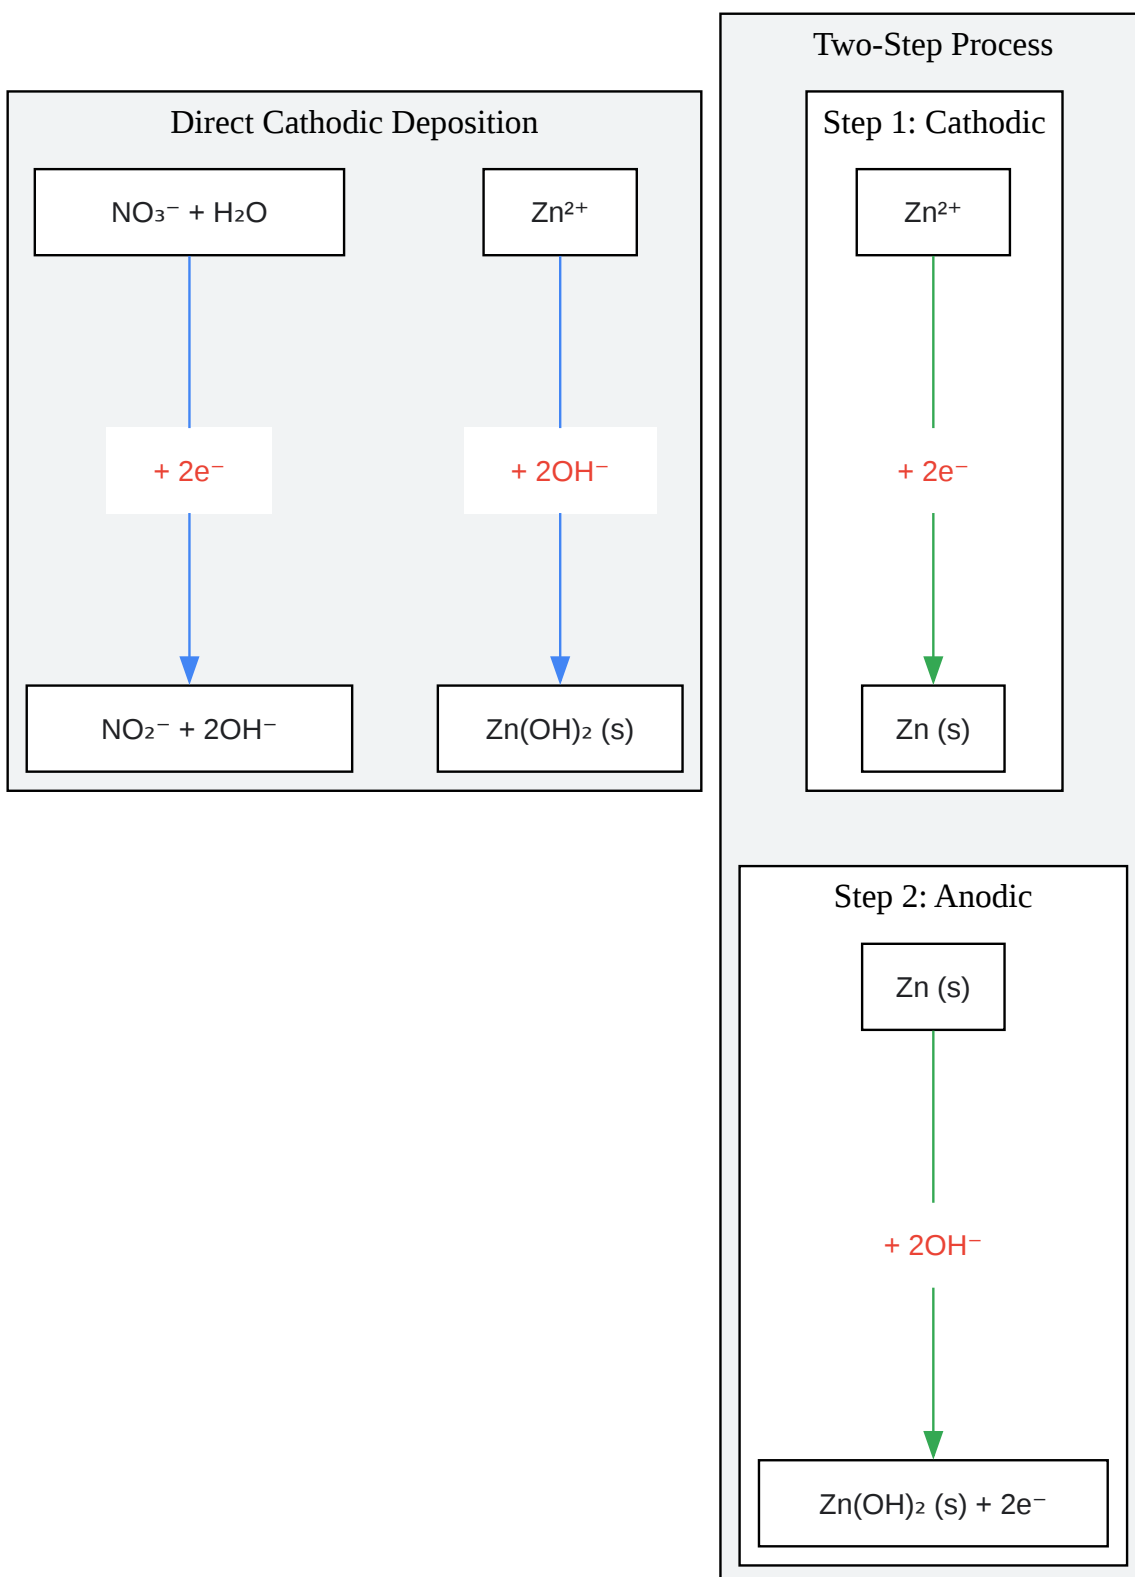 Direct Cathodic Deposition
NO₃⁻ + H₂O
Zn²⁺
+ 2e⁻
+ 2OH⁻
NO₂⁻ + 2OH⁻
Zn(OH)₂ (s)
Two-Step Process
Step 1: Cathodic
Zn²⁺
+ 2e⁻
Zn (s)
Step 2: Anodic
Zn (s)
+ 2OH⁻
Zn(OH)₂ (s) + 2e⁻